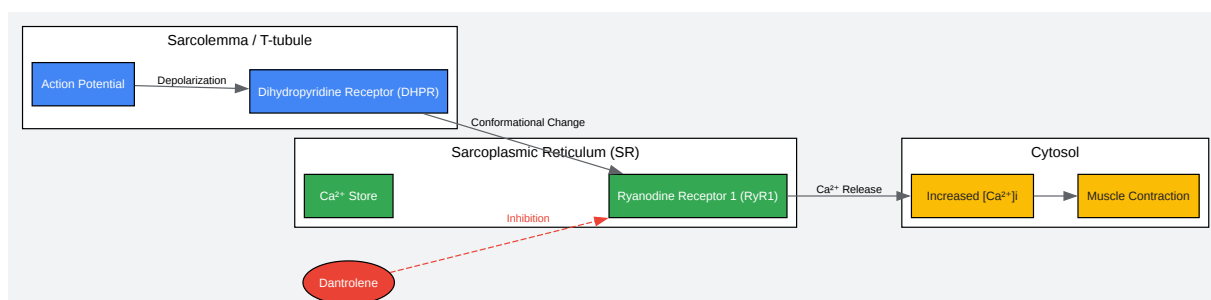 Sarcolemma / T-tubule
Action Potential
Depolarization
Dihydropyridine Receptor (DHPR)
Conformational Change
Sarcoplasmic Reticulum (SR)
Ca²⁺ Store
Ryanodine Receptor 1 (RyR1)
Inhibition
Dantrolene
Ca²⁺ Release
Cytosol
Increased [Ca²⁺]i
Muscle Contraction